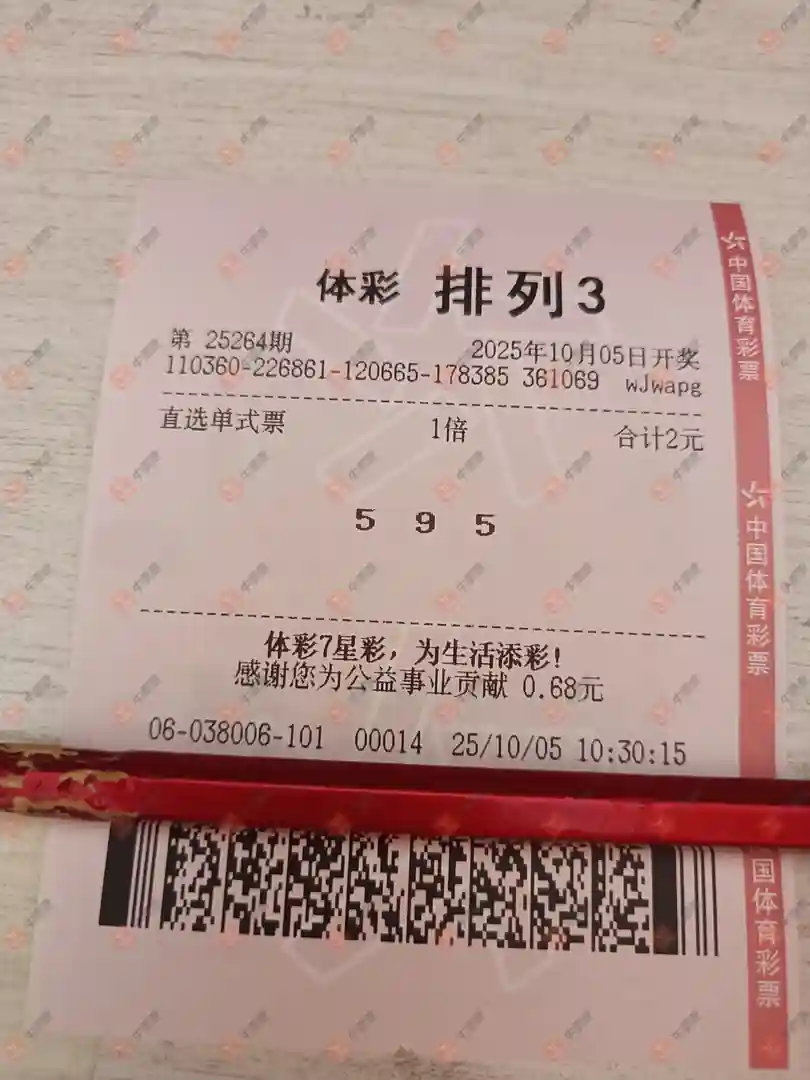 体彩 排列3
第 25264期 2025年10月05日开奖
110360-226861-120665-178385 361069 wJwapg
直选单式票 1倍 合计2元
5 9 5
体彩7星彩，为生活添彩!
感谢您为公益事业贡献 0.68元
06-038006-101 00014 25/10/05 10:30:15
中国体育彩票
中国体育彩票
国体育彩票